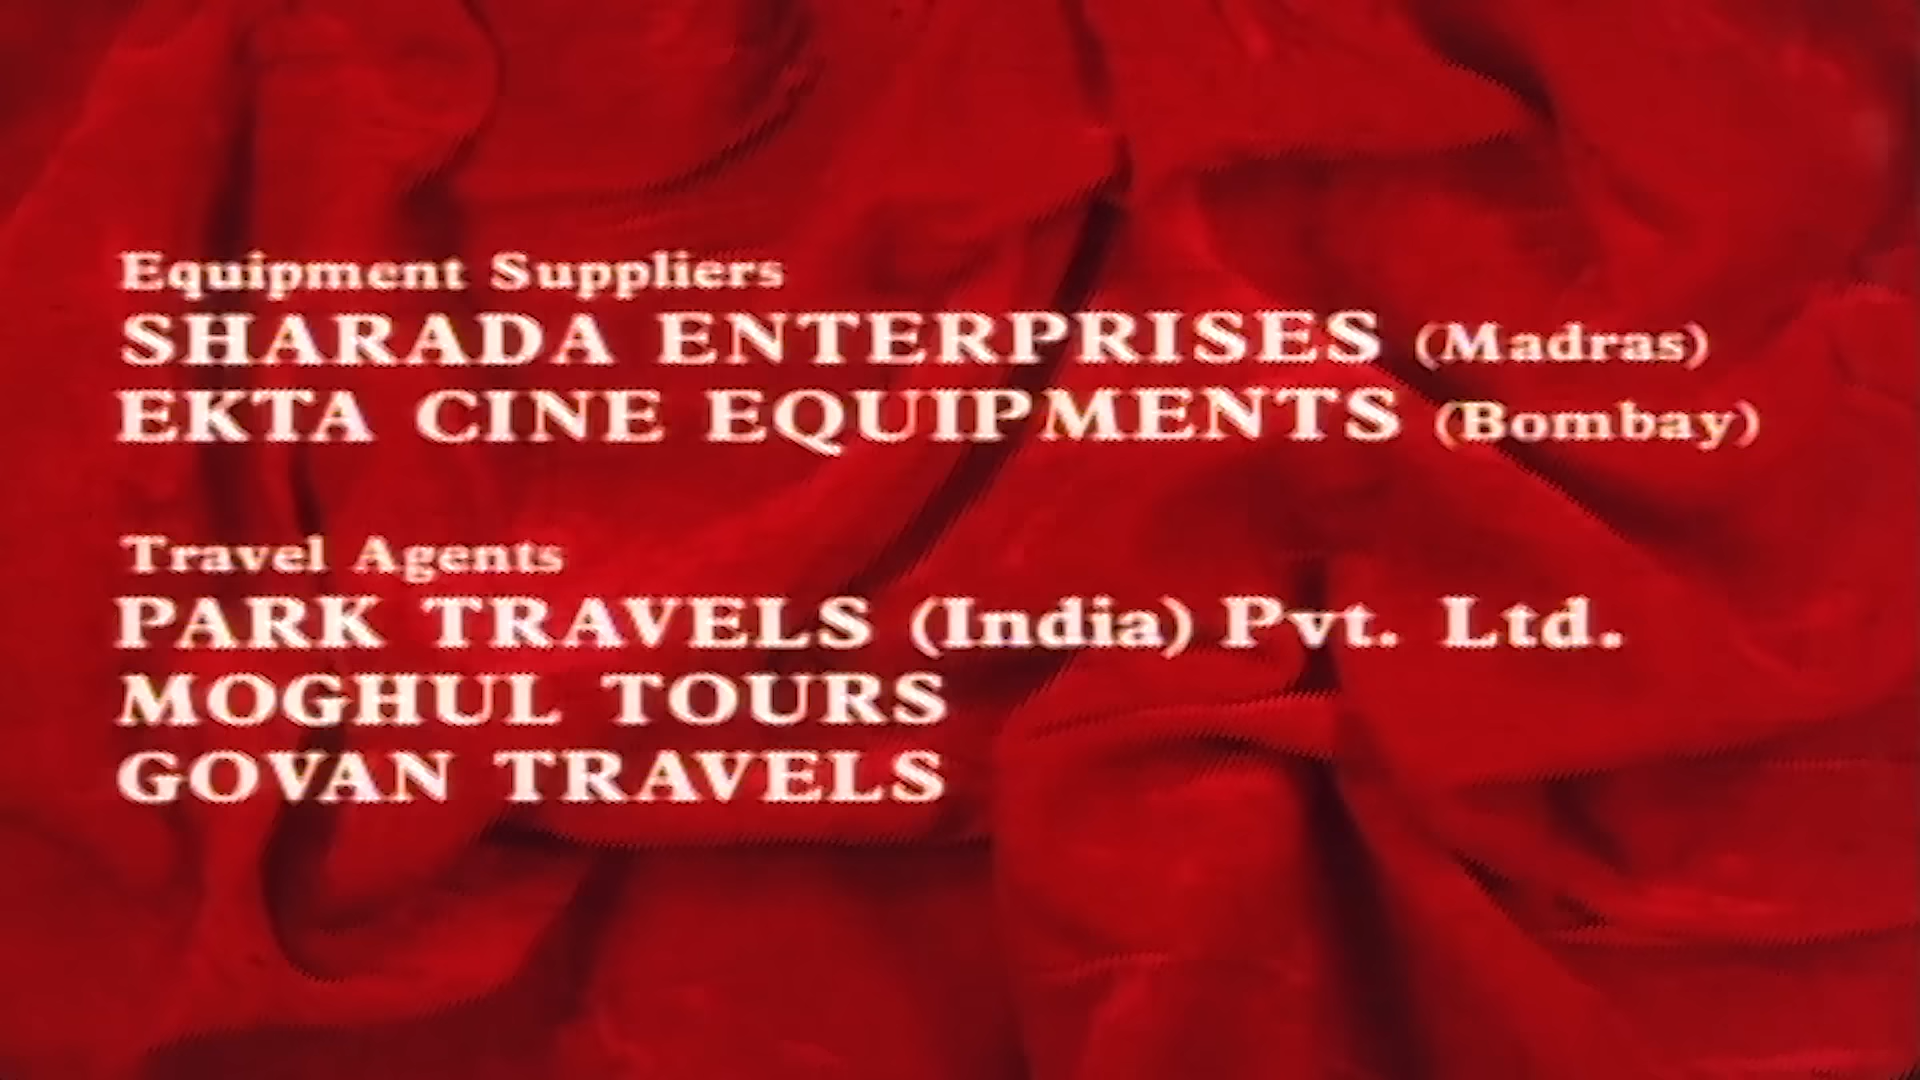 Equipment Suppliers
SHARADA ENTERPRISES (Madras)
EKTA CINE EQUIPMENTS (Bombay)
Travel Agents
PARK TRAVELS (India) Pvt. Ltd.
MOGHUL TOURS
GOVAN TRAVELS